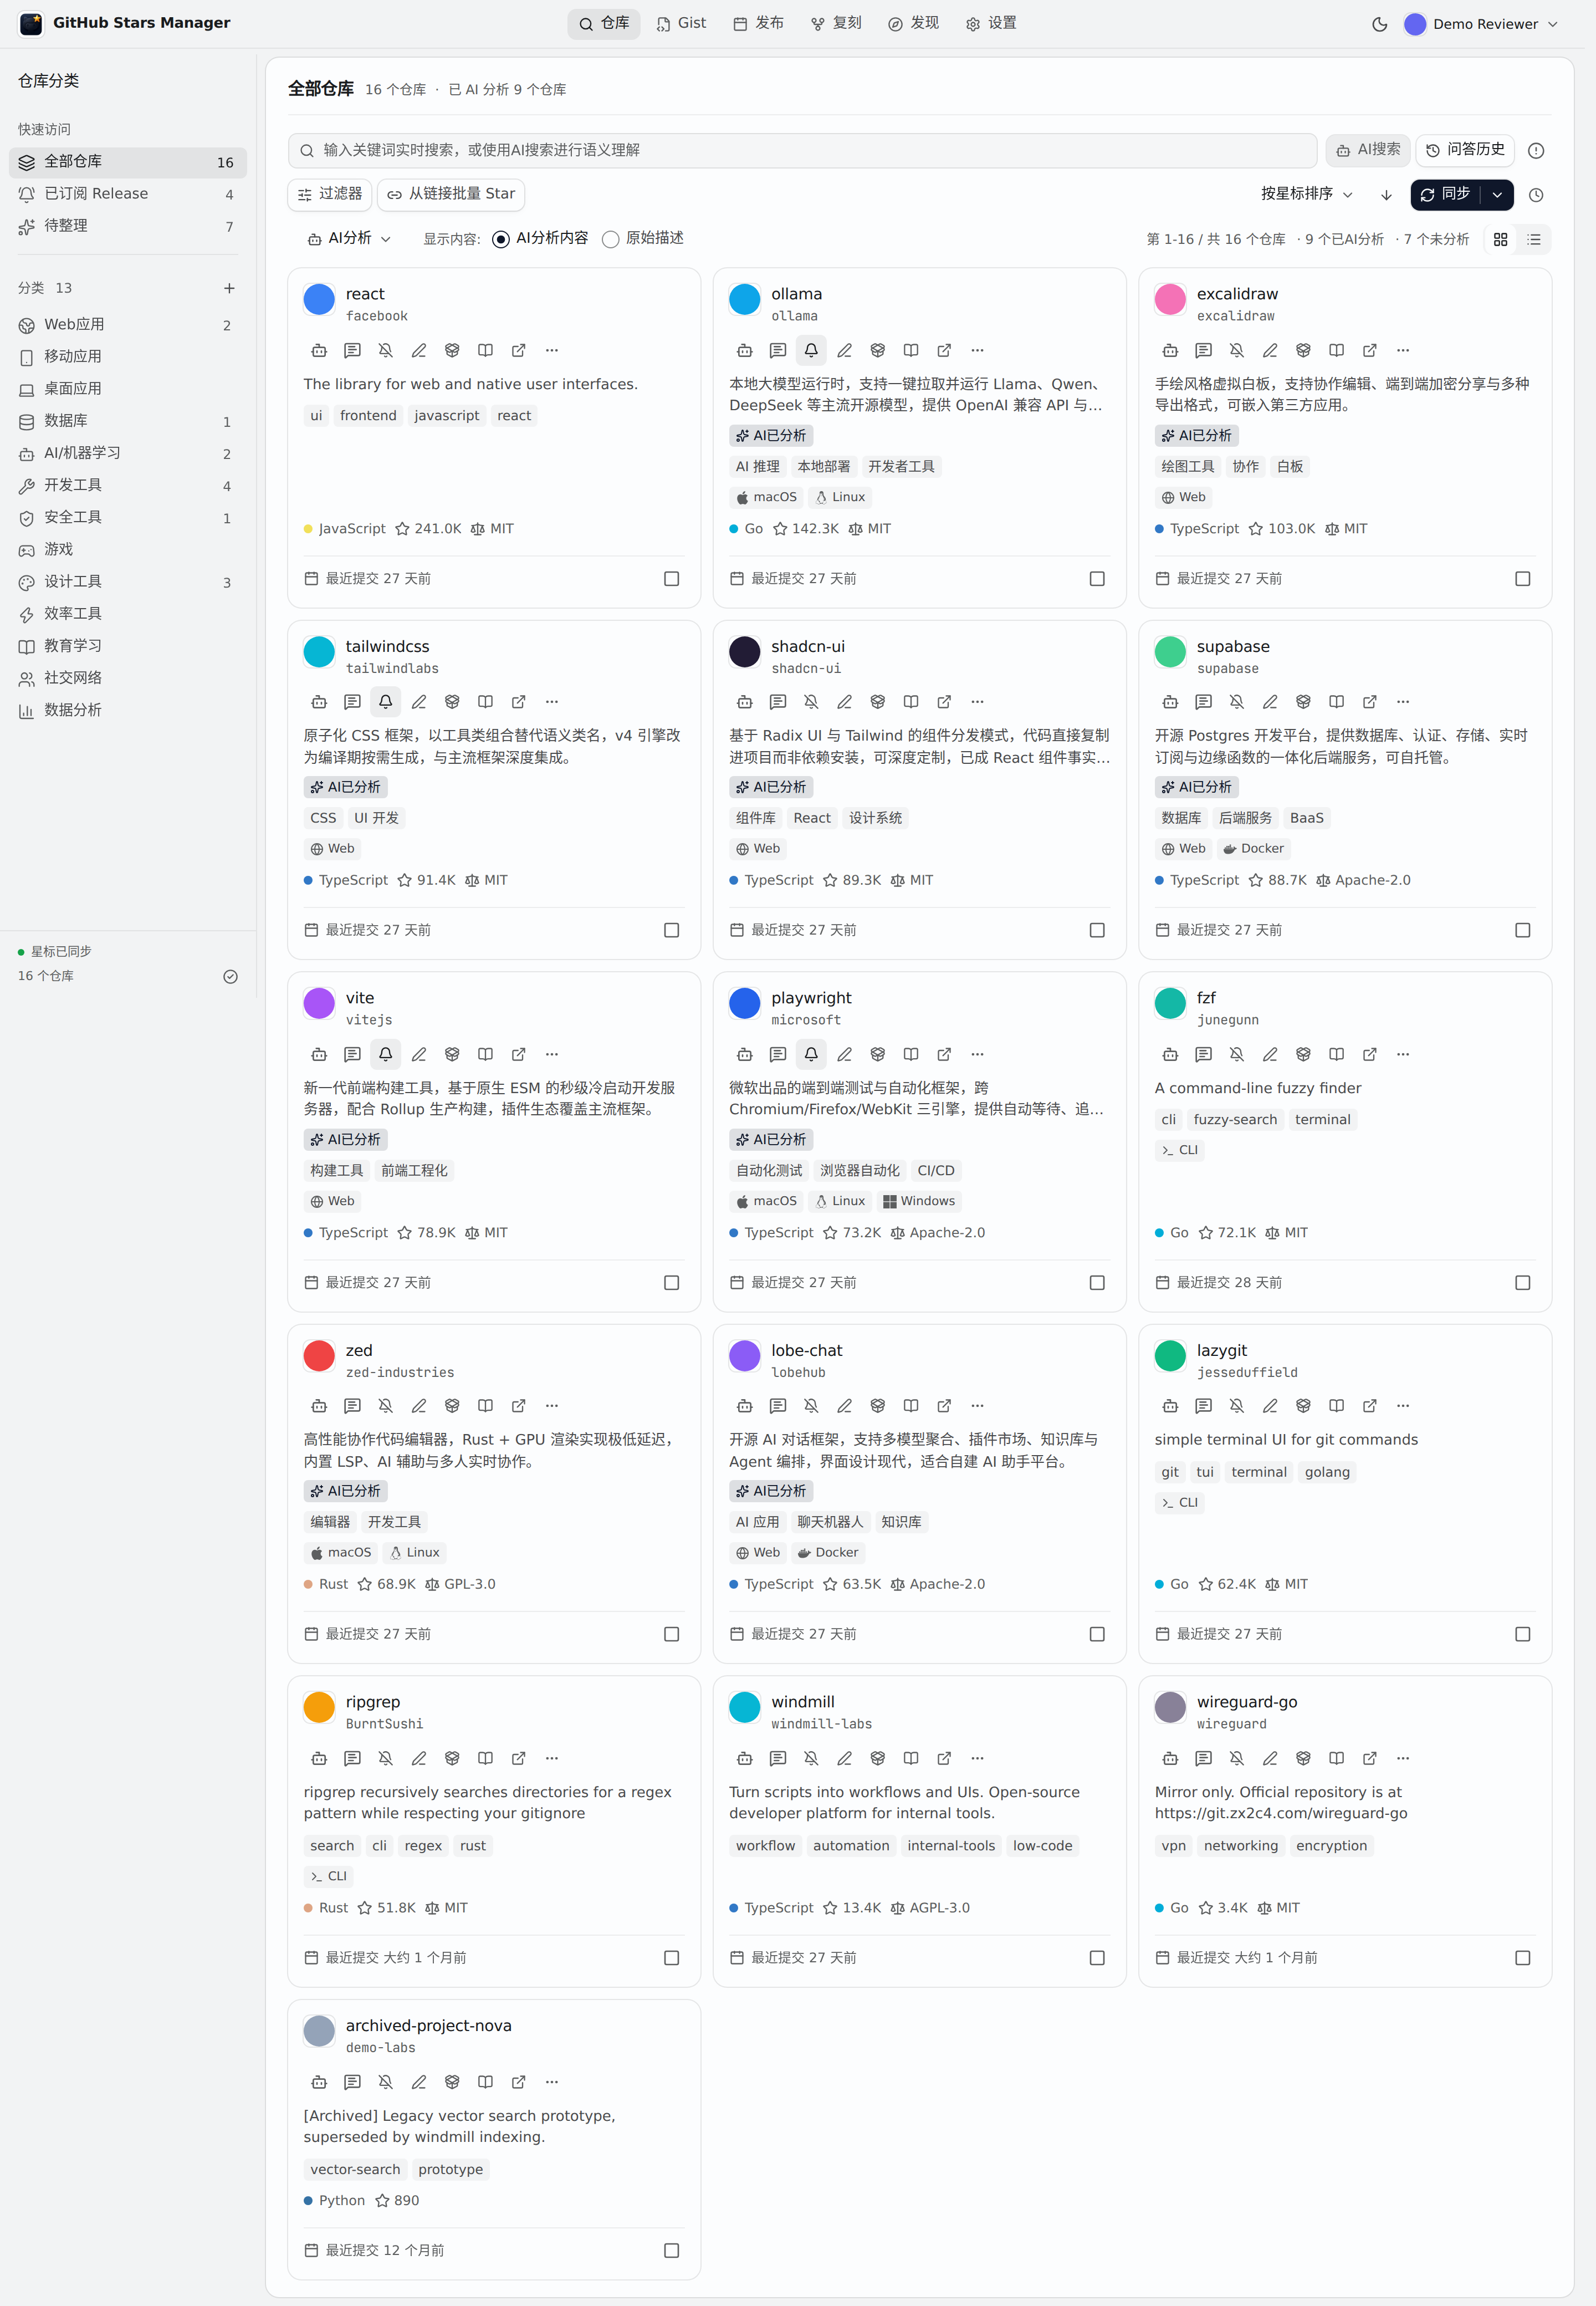 GitHub Stars Manager
仓库
Gist
发布
复刻
发现
设置
Demo Reviewer
仓库分类
快速访问
全部仓库 16
已订阅 Release 4
待整理 7
分类 13
Web应用 2
移动应用
桌面应用
数据库 1
AI/机器学习 2
开发工具 4
安全工具 1
游戏
设计工具 3
效率工具
教育学习
社交网络
数据分析
星标已同步
16 个仓库
全部仓库 16 个仓库 · 已 AI 分析 9 个仓库
输入关键词实时搜索，或使用AI搜索进行语义理解
AI搜索
问答历史
过滤器
从链接批量 Star
按星标排序
同步
AI分析
显示内容: AI分析内容 原始描述
第 1-16 / 共 16 个仓库 · 9 个已AI分析 · 7 个未分析
react
facebook
The library for web and native user interfaces.
ui frontend javascript react
JavaScript 241.0K MIT
最近提交 27 天前
ollama
ollama
本地大模型运行时，支持一键拉取并运行 Llama、Qwen、
DeepSeek 等主流开源模型，提供 OpenAI 兼容 API 与…
AI已分析
AI 推理 本地部署 开发者工具
macOS Linux
Go 142.3K MIT
最近提交 27 天前
excalidraw
excalidraw
手绘风格虚拟白板，支持协作编辑、端到端加密分享与多种
导出格式，可嵌入第三方应用。
AI已分析
绘图工具 协作 白板
Web
TypeScript 103.0K MIT
最近提交 27 天前
tailwindcss
tailwindlabs
原子化 CSS 框架，以工具类组合替代语义类名，v4 引擎改
为编译期按需生成，与主流框架深度集成。
AI已分析
CSS UI 开发
Web
TypeScript 91.4K MIT
最近提交 27 天前
shadcn-ui
shadcn-ui
基于 Radix UI 与 Tailwind 的组件分发模式，代码直接复制
进项目而非依赖安装，可深度定制，已成 React 组件事实…
AI已分析
组件库 React 设计系统
Web
TypeScript 89.3K MIT
最近提交 27 天前
supabase
supabase
开源 Postgres 开发平台，提供数据库、认证、存储、实时
订阅与边缘函数的一体化后端服务，可自托管。
AI已分析
数据库 后端服务 BaaS
Web Docker
TypeScript 88.7K Apache-2.0
最近提交 27 天前
vite
vitejs
新一代前端构建工具，基于原生 ESM 的秒级冷启动开发服
务器，配合 Rollup 生产构建，插件生态覆盖主流框架。
AI已分析
构建工具 前端工程化
Web
TypeScript 78.9K MIT
最近提交 27 天前
playwright
microsoft
微软出品的端到端测试与自动化框架，跨
Chromium/Firefox/WebKit 三引擎，提供自动等待、追…
AI已分析
自动化测试 浏览器自动化 CI/CD
macOS Linux Windows
TypeScript 73.2K Apache-2.0
最近提交 27 天前
fzf
junegunn
A command-line fuzzy finder
cli fuzzy-search terminal
CLI
Go 72.1K MIT
最近提交 28 天前
zed
zed-industries
高性能协作代码编辑器，Rust + GPU 渲染实现极低延迟，
内置 LSP、AI 辅助与多人实时协作。
AI已分析
编辑器 开发工具
macOS Linux
Rust 68.9K GPL-3.0
最近提交 27 天前
lobe-chat
lobehub
开源 AI 对话框架，支持多模型聚合、插件市场、知识库与
Agent 编排，界面设计现代，适合自建 AI 助手平台。
AI已分析
AI 应用 聊天机器人 知识库
Web Docker
TypeScript 63.5K Apache-2.0
最近提交 27 天前
lazygit
jesseduffield
simple terminal UI for git commands
git tui terminal golang
CLI
Go 62.4K MIT
最近提交 27 天前
ripgrep
BurntSushi
ripgrep recursively searches directories for a regex
pattern while respecting your gitignore
search cli regex rust
CLI
Rust 51.8K MIT
最近提交 大约 1 个月前
windmill
windmill-labs
Turn scripts into workflows and UIs. Open-source
developer platform for internal tools.
workflow automation internal-tools low-code
TypeScript 13.4K AGPL-3.0
最近提交 27 天前
wireguard-go
wireguard
Mirror only. Official repository is at
https://git.zx2c4.com/wireguard-go
vpn networking encryption
Go 3.4K MIT
最近提交 大约 1 个月前
archived-project-nova
demo-labs
[Archived] Legacy vector search prototype,
superseded by windmill indexing.
vector-search prototype
Python 890
最近提交 12 个月前